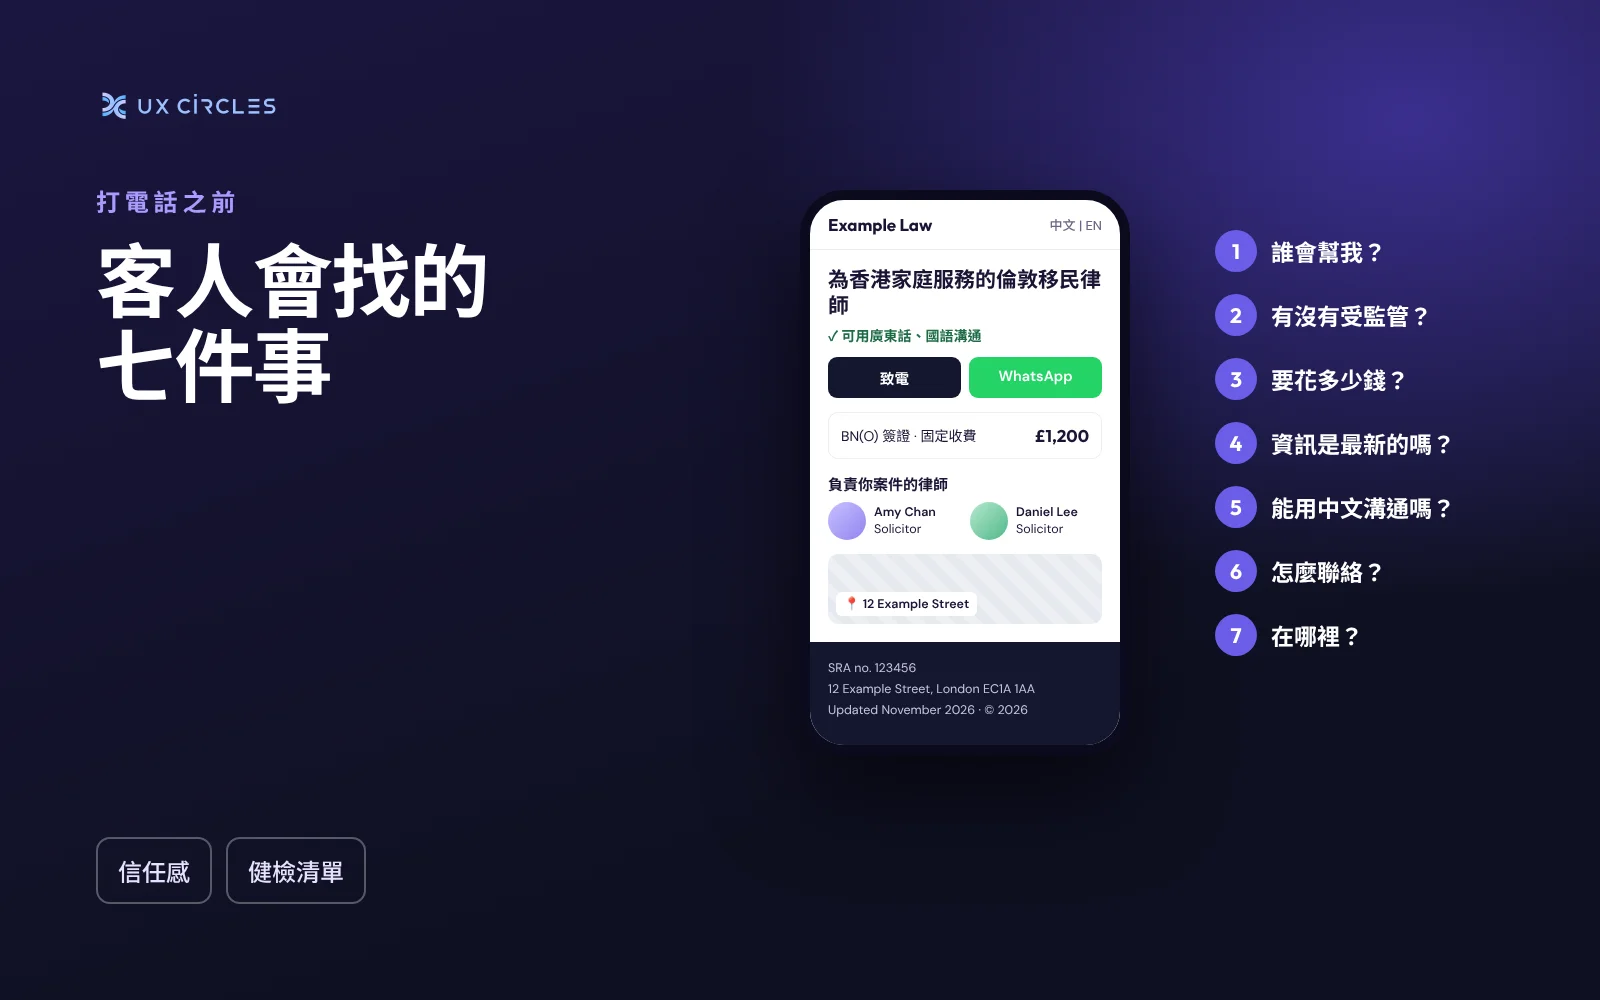 UX CIRCLES
打電話之前
客人會找的
七件事
信任感
健檢清單
Example Law
中文 | EN
為香港家庭服務的倫敦移民律
師
✓ 可用廣東話、國語溝通
致電
WhatsApp
BN(O) 簽證 · 固定收費
£1,200
負責你案件的律師
Amy Chan
Solicitor
Daniel Lee
Solicitor
📍 12 Example Street
SRA no. 123456
12 Example Street, London EC1A 1AA
Updated November 2026 · © 2026
1 誰會幫我？
2 有沒有受監管？
3 要花多少錢？
4 資訊是最新的嗎？
5 能用中文溝通嗎？
6 怎麼聯絡？
7 在哪裡？